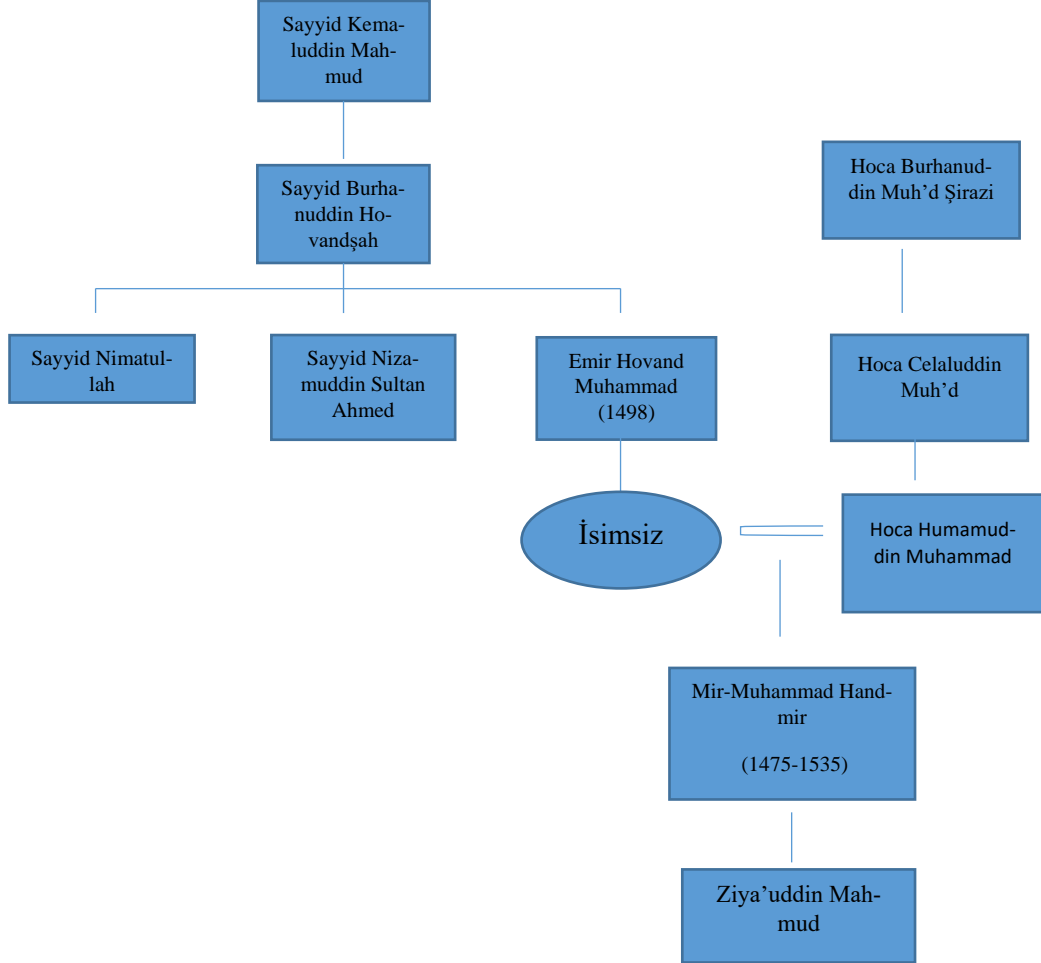 Sayyid Kema-
luddin Mah-
mud
Sayyid Burha-
nuddin Ho-
vandşah
Hoca Burhanud-
din Muh’d Şirazi
Sayyid Nimatul-
lah
Sayyid Niza-
muddin Sultan
Ahmed
Emir Hovand
Muhammad
(1498)
Hoca Celaluddin
Muh’d
İsimsiz
Hoca Humamud-
din Muhammad
Mir-Muhammad Hand-
mir
(1475-1535)
Ziya’uddin Mah-
mud